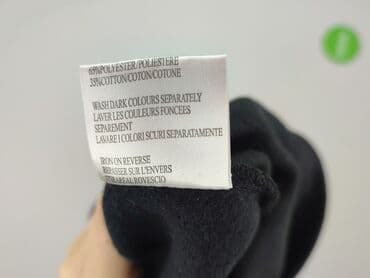 65%POLYESTER/POLIESTERE
35%COTTON/COTON/COTONE
WASH DARK COLOURS SEPARATELY
LAVER LES COULEURS FONCEES
SEPAREMENT
LAVARE I COLORI SCURI SEPARATAMENTE
IRON ON REVERSE
REPASSER SUR L'ENVERS
ROVESCIO